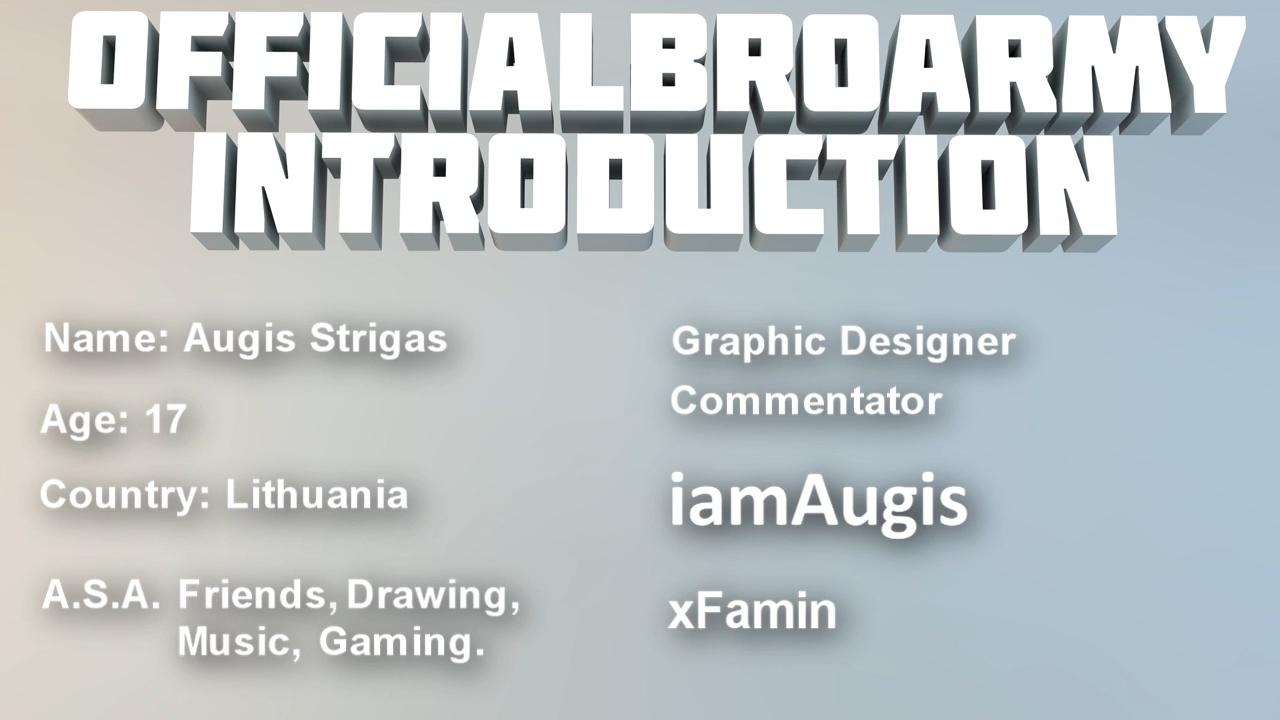 OFFICIALBROARMY
INTRODUCTION
Name: Augis Strigas
Age: 17
Country: Lithuania
A.S.A. Friends, Drawing,
Music, Gaming.
Graphic Designer
Commentator
iamAugis
xFamin